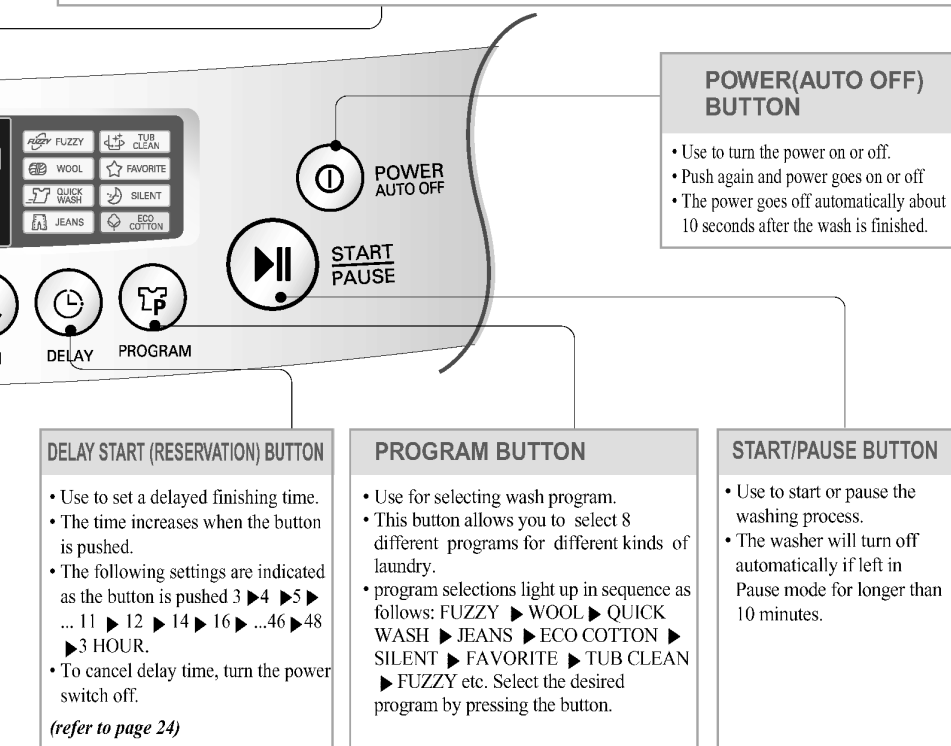 POWER(AUTO OFF)
BUTTON
• Use to turn the power on or off.
• Push again and power goes on or off
• The power goes off automatically about
10 seconds after the wash is finished.
FUZZY FUZZY
TUB
CLEAN
WOOL
FAVORITE
QUICK
WASH
SILENT
JEANS
ECO
COTTON
POWER
AUTO OFF
START
PAUSE
DELAY
PROGRAM
DELAY START (RESERVATION) BUTTON
• Use to set a delayed finishing time.
• The time increases when the button
is pushed.
• The following settings are indicated
as the button is pushed 3 ▶4 ▶5 ▶
... 11 ▶ 12 ▶ 14 ▶ 16 ▶ ...46 ▶48
▶3 HOUR.
• To cancel delay time, turn the power
switch off.
(refer to page 24)
PROGRAM BUTTON
• Use for selecting wash program.
• This button allows you to select 8
different programs for different kinds of
laundry.
• program selections light up in sequence as
follows: FUZZY ▶ WOOL ▶ QUICK
WASH ▶ JEANS ▶ ECO COTTON ▶
SILENT ▶ FAVORITE ▶ TUB CLEAN
▶ FUZZY etc. Select the desired
program by pressing the button.
START/PAUSE BUTTON
• Use to start or pause the
washing process.
• The washer will turn off
automatically if left in
Pause mode for longer than
10 minutes.